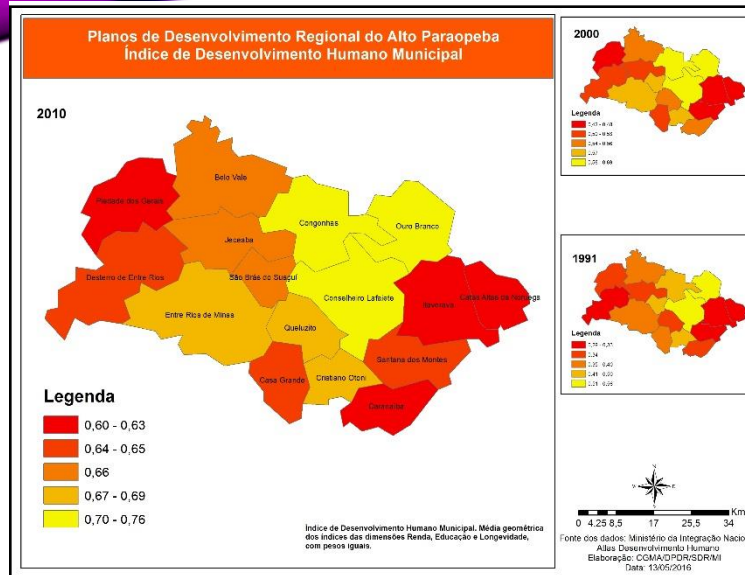 Planos de Desenvolvimento Regional do Alto Paraopeba
Índice de Desenvolvimento Humano Municipal
2010
Piedade dos Gerais
Belo Vale
Congonhas
Ouro Branco
Jeceaba
Desterro de Entre Rios
São Brás do Suaçuí
Conselheiro Lafaiete
Itaverava
Catas Altas da Noruega
Entre Rios de Minas
Queluzito
Santana dos Montes
Casa Grande
Cristiano Otoni
Caranaíba
Legenda
0,60 - 0,63
0,64 - 0,65
0,66
0,67 - 0,69
0,70 - 0,76
Índice de Desenvolvimento Humano Municipal. Média geométrica
dos índices das dimensões Renda, Educação e Longevidade,
com pesos iguais.
2000
Legenda
0,57
1991
Legenda
0,34
N
S
0 4,25 8,5 17 25,5 34
Km
Fonte dos dados: Ministério da Integração Nacio
Atlas Desenvolvimento Humano
Elaboração: CGMA/DPDR/SDR/MI
Data: 13/05/2016